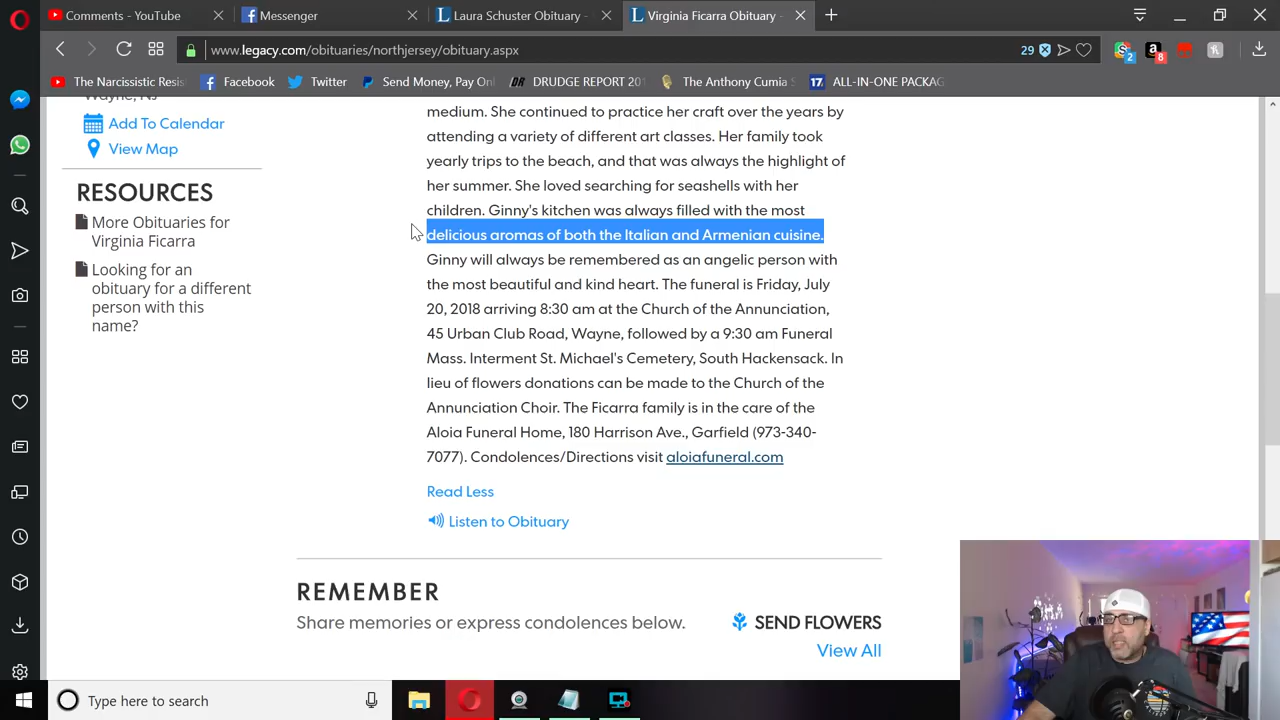 Comments - YouTube
Messenger
Laura Schuster Obituary -
Virginia Ficarra Obituary -
www.legacy.com/obituaries/northjersey/obituary.aspx
29
2
8
The Narcissistic Resis
Facebook
Twitter
Send Money, Pay Onl
DR
DRUDGE REPORT 201
The Anthony Cumia S
17.
ALL-IN-ONE PACKAG
Wayne, NJ
Add To Calendar
View Map
RESOURCES
More Obituaries for
Virginia Ficarra
Looking for an
obituary for a different
person with this
name?
medium. She continued to practice her craft over the years by
attending a variety of different art classes. Her family took
yearly trips to the beach, and that was always the highlight of
her summer. She loved searching for seashells with her
children. Ginny's kitchen was always filled with the most
delicious aromas of both the Italian and Armenian cuisine.
Ginny will always be remembered as an angelic person with
the most beautiful and kind heart. The funeral is Friday, July
20, 2018 arriving 8:30 am at the Church of the Annunciation,
45 Urban Club Road, Wayne, followed by a 9:30 am Funeral
Mass. Interment St. Michael's Cemetery, South Hackensack. In
lieu of flowers donations can be made to the Church of the
Annunciation Choir. The Ficarra family is in the care of the
Aloia Funeral Home, 180 Harrison Ave., Garfield (973-340-
7077). Condolences/Directions visit aloiafuneral.com
Read Less
Listen to Obituary
REMEMBER
Share memories or express condolences below.
SEND FLOWERS
View All
Type here to search